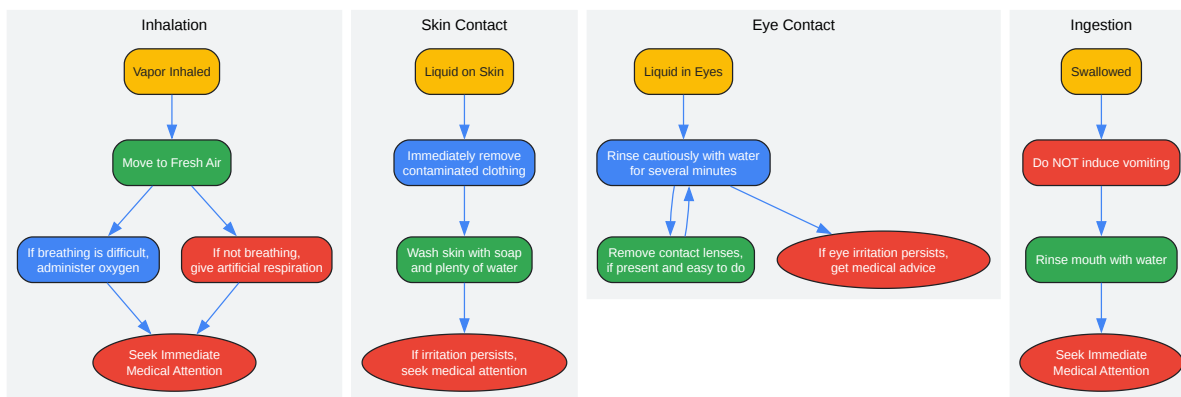 Inhalation
Vapor Inhaled
Move to Fresh Air
If breathing is difficult,
administer oxygen
If not breathing,
give artificial respiration
Seek Immediate
Medical Attention
Skin Contact
Liquid on Skin
Immediately remove
contaminated clothing
Wash skin with soap
and plenty of water
If irritation persists,
seek medical attention
Eye Contact
Liquid in Eyes
Rinse cautiously with water
for several minutes
Remove contact lenses,
if present and easy to do
If eye irritation persists,
get medical advice
Ingestion
Swallowed
Do NOT induce vomiting
Rinse mouth with water
Seek Immediate
Medical Attention